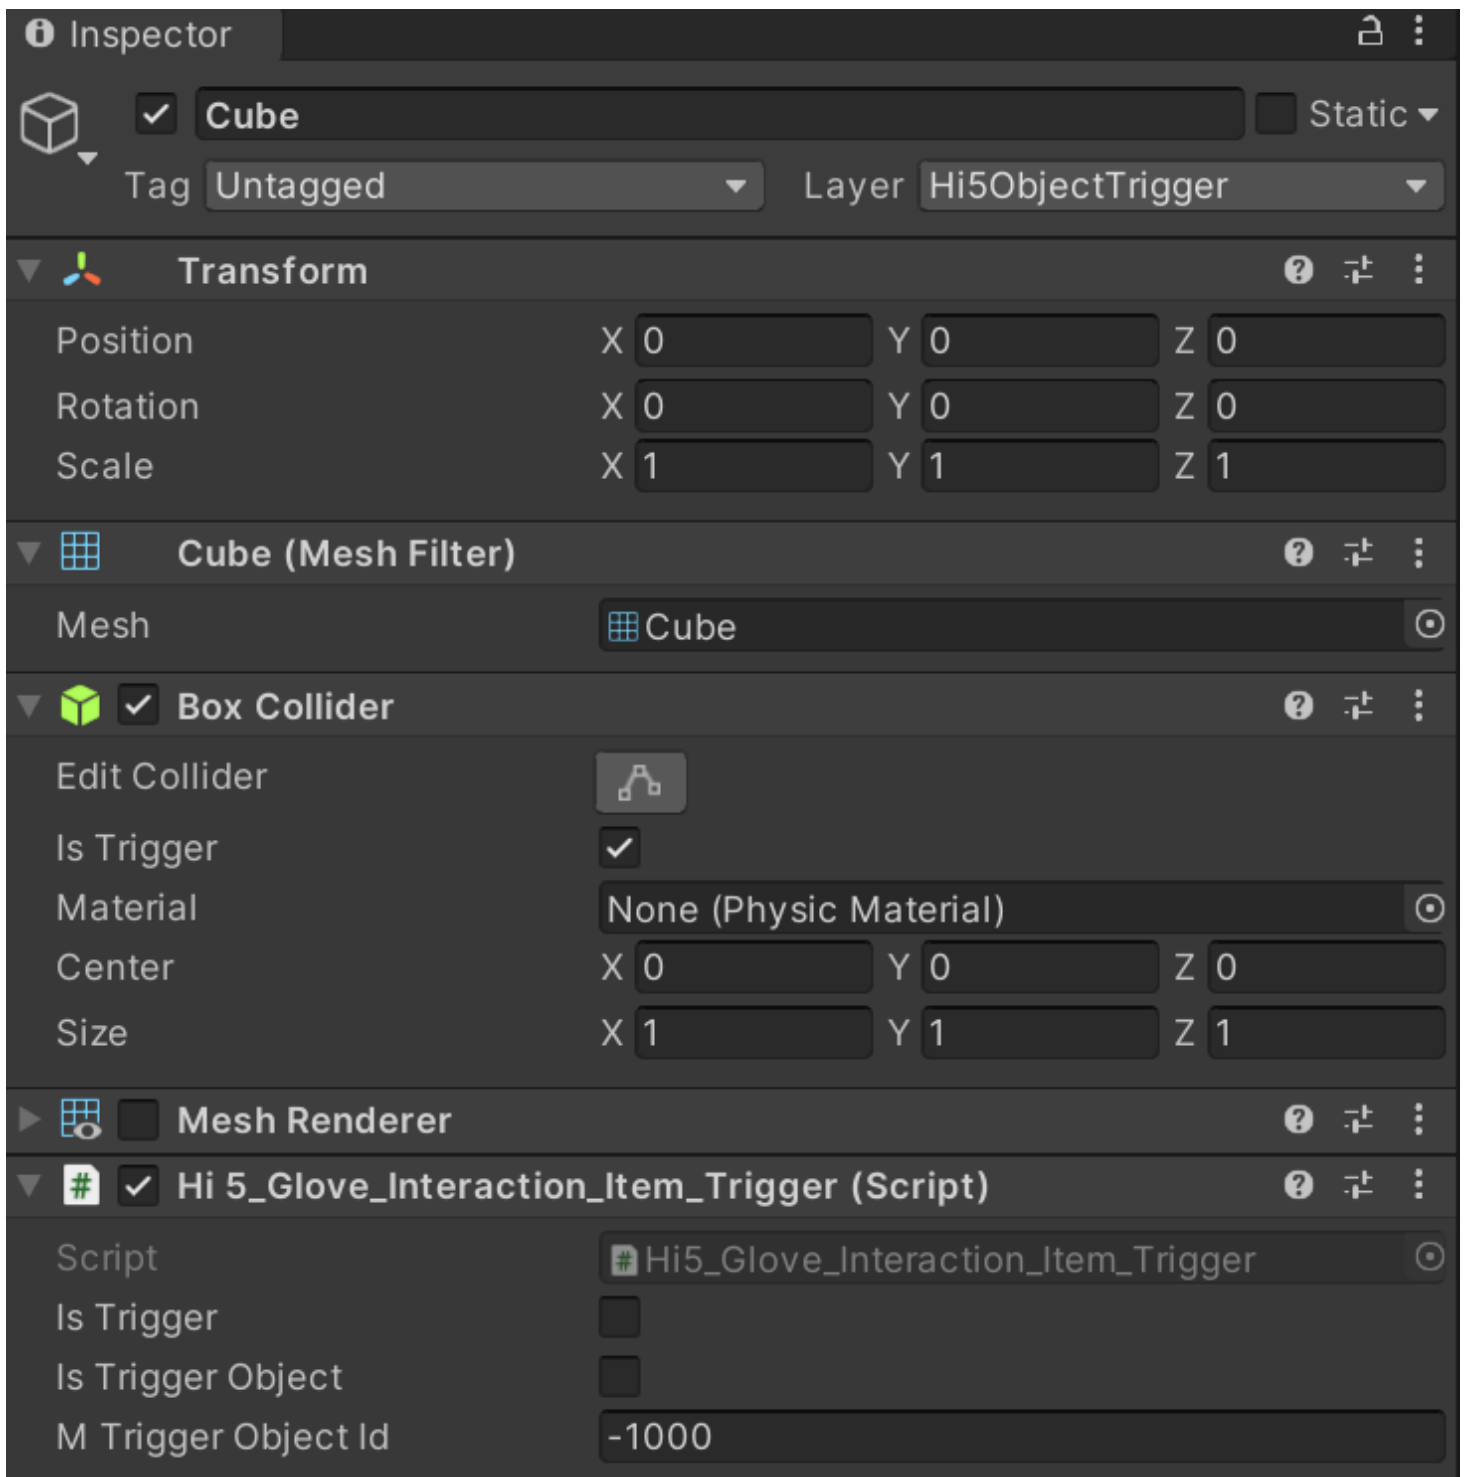 Inspector
Cube Static
Tag Untagged Layer Hi5ObjectTrigger
Transform
Position X 0 Y 0 Z 0
Rotation X 0 Y 0 Z 0
Scale X 1 Y 1 Z 1
Cube (Mesh Filter)
Mesh Cube
Box Collider
Edit Collider
Is Trigger
Material None (Physic Material)
Center X 0 Y 0 Z 0
Size X 1 Y 1 Z 1
Mesh Renderer
# Hi 5_Glove_Interaction_Item_Trigger (Script)
Script # Hi5_Glove_Interaction_Item_Trigger
Is Trigger
Is Trigger Object
M Trigger Object Id -1000